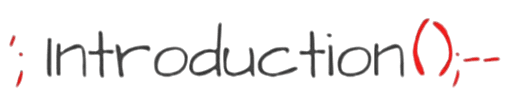 '; Introduction();--